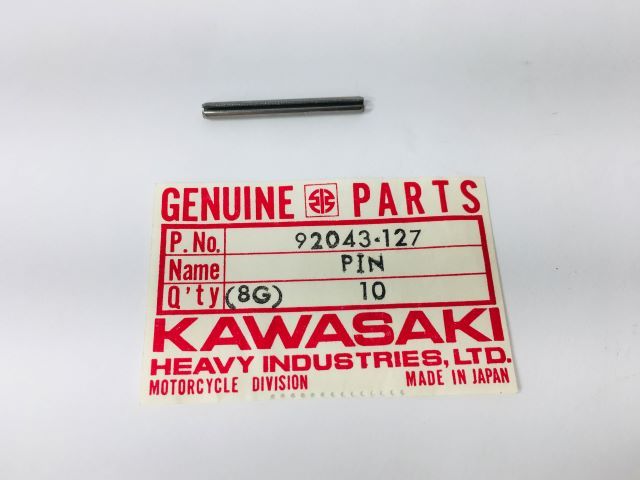 GENUINE PARTS
P. No. 92043-127
Name PIN
Q'ty (8G) 10
KAWASAKI
HEAVY INDUSTRIES, LTD.
MOTORCYCLE DIVISION MADE IN JAPAN